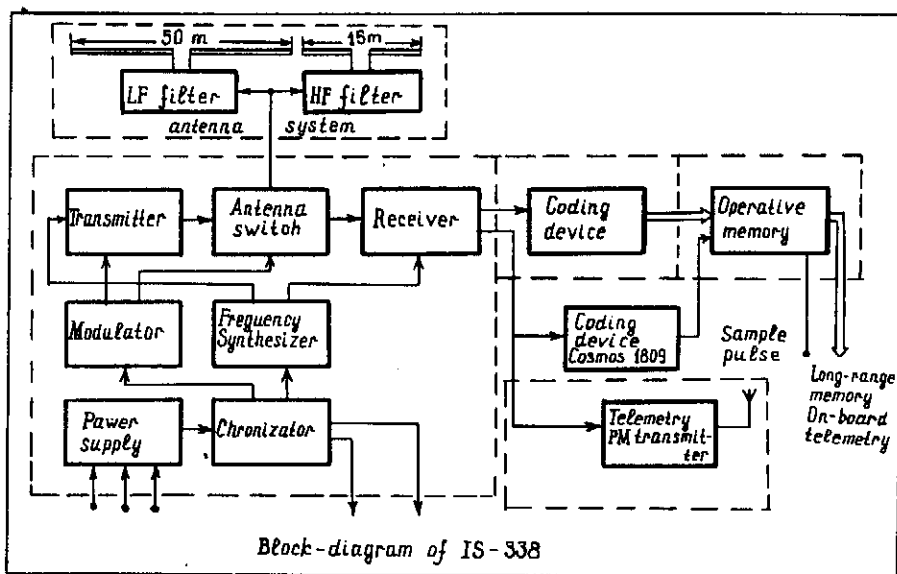 50 m
15m
LF filter
HF filter
antenna system
Transmitter
Antenna
switch
Receiver
Coding
device
Operative
memory
Modulator
Frequency
Synthesizer
Coding
device
Cosmos 1809
Sample
pulse
Long-range
memory
On-board
telemetry
Pawer
supply
Chronizator
Telemetry
PM transmit-
ter
Block-diagram of IS-338